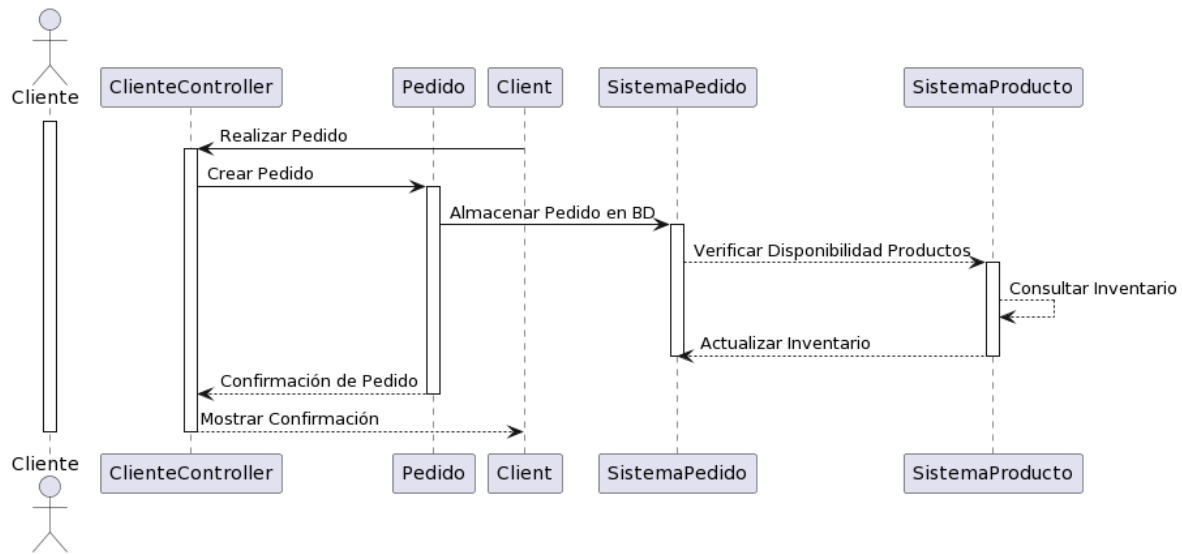 Cliente
ClienteController
Pedido
Client
SistemaPedido
SistemaProducto
Realizar Pedido
Crear Pedido
Almacenar Pedido en BD
Verificar Disponibilidad Productos
Consultar Inventario
Actualizar Inventario
Confirmación de Pedido
Mostrar Confirmación
Cliente
ClienteController
Pedido
Client
SistemaPedido
SistemaProducto